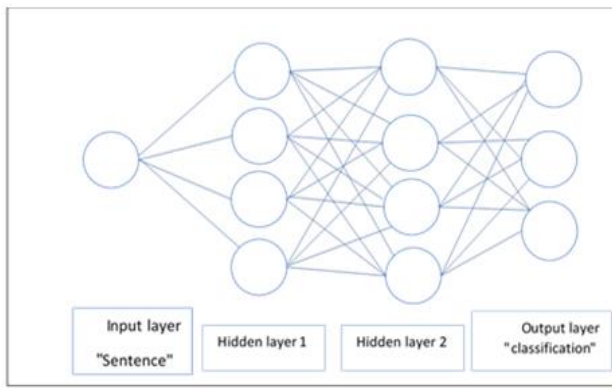 Input layer
"Sentence"
Hidden layer 1
Hidden layer 2
Output layer
"classification"